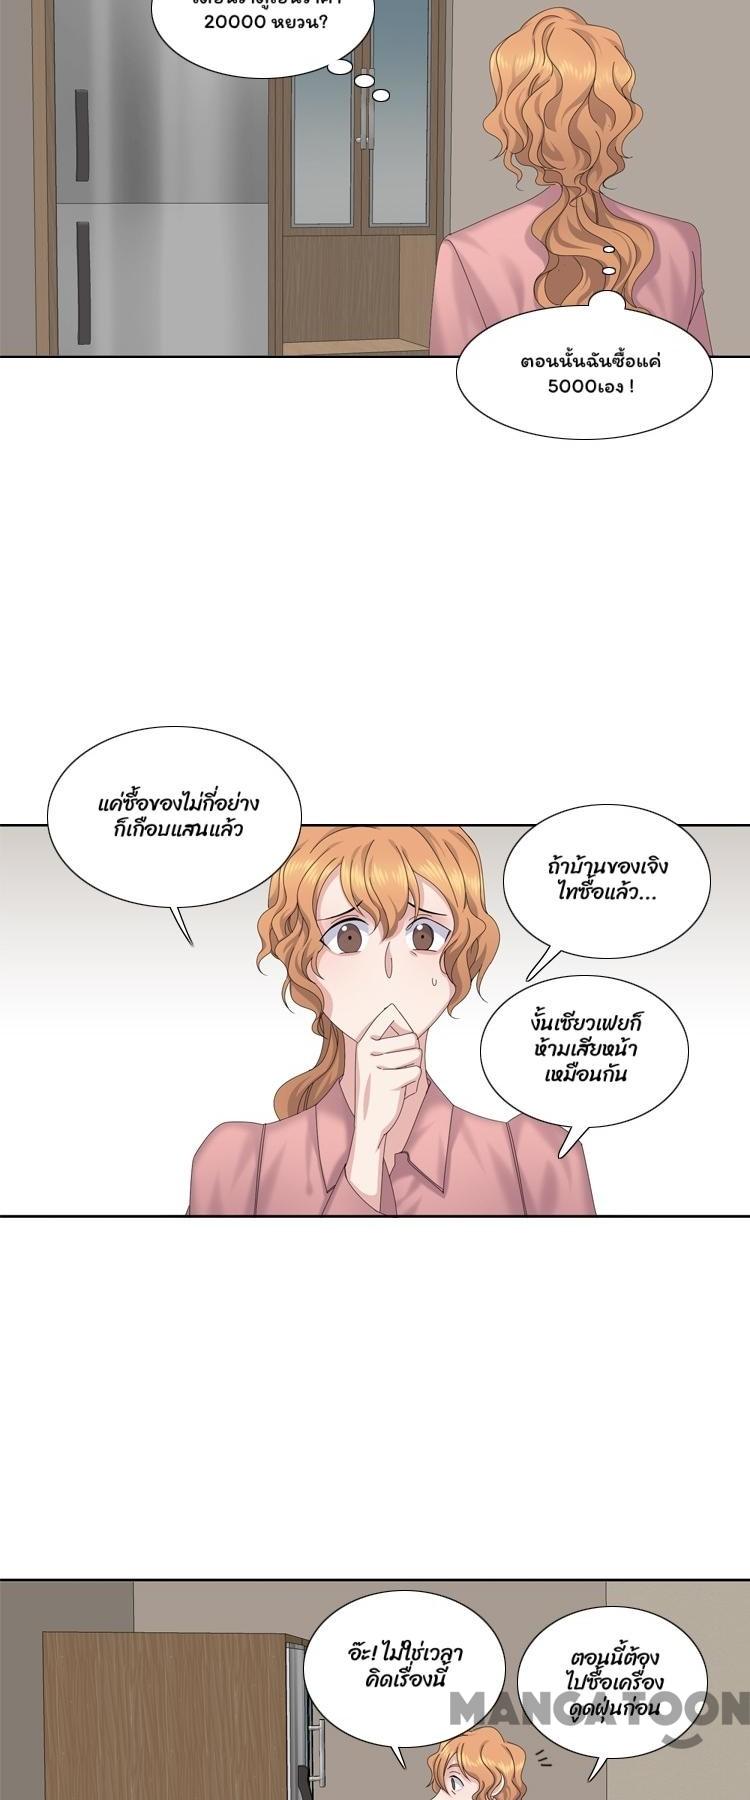 20000 หยวน?
ตอนนั้นฉันซื้อแค่
5000เอง !
แค่ซื้อของไม่กี่อย่าง
ก็เกือบแสนแล้ว
ถ้าบ้านของเจิง
ไทซื้อแล้ว...
งั้นเซียวเฟยก็
ห้ามเสียหน้า
เหมือนกัน
อ๊ะ! ไม่ใช่เวลา
คิดเรื่องนี้
ตอนนี้ต้อง
ไปซื้อเครื่อง
ดูดฝุ่นก่อน
MANGATOON